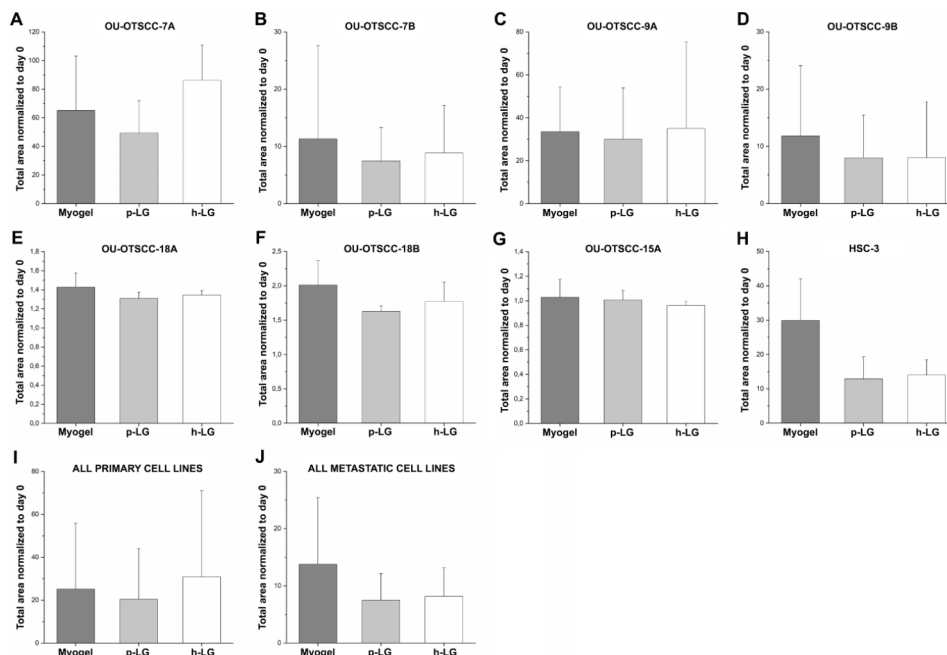 A
OU-OTSCC-7A
Total area normalized to day 0
120
100
80
60
40
20
0
Myogel p-LG h-LG
B
OU-OTSCC-7B
Total area normalized to day 0
30
20
10
0
Myogel p-LG h-LG
C
OU-OTSCC-9A
Total area normalized to day 0
80
60
40
20
0
Myogel p-LG h-LG
D
OU-OTSCC-9B
Total area normalized to day 0
30
20
10
0
Myogel p-LG h-LG
E
OU-OTSCC-18A
Total area normalized to day 0
1,8
1,6
1,4
1,2
1,0
0,8
0,6
0,4
0,2
0,0
Myogel p-LG h-LG
F
OU-OTSCC-18B
Total area normalized to day 0
2,5
2,0
1,5
1,0
0,5
0,0
Myogel p-LG h-LG
G
OU-OTSCC-15A
Total area normalized to day 0
1,4
1,2
1,0
0,8
0,6
0,4
0,2
0,0
Myogel p-LG h-LG
H
HSC-3
Total area normalized to day 0
50
40
30
20
10
0
Myogel p-LG h-LG
I
ALL PRIMARY CELL LINES
Total area normalized to day 0
80
60
40
20
0
Myogel p-LG h-LG
J
ALL METASTATIC CELL LINES
Total area normalized to day 0
30
20
10
0
Myogel p-LG h-LG